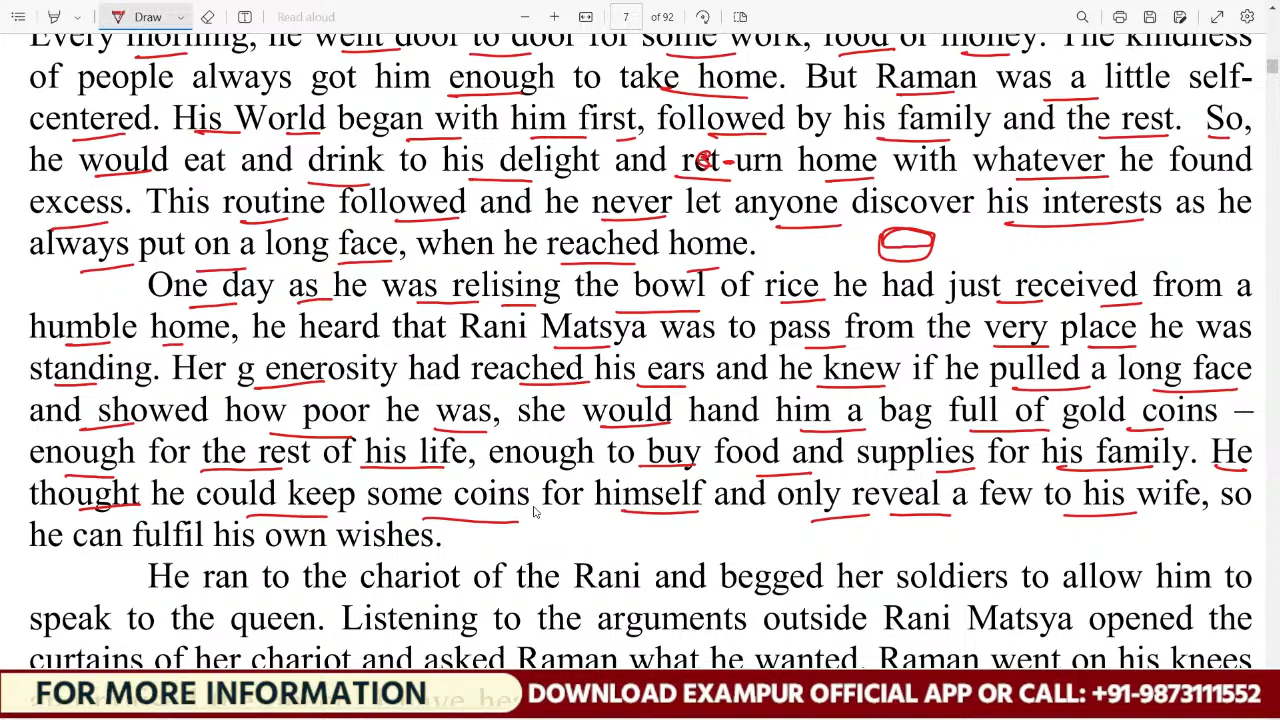 Draw
Read aloud
7 of 92
Every morning, he went door to door for some work, food or money. The kindness
of people always got him enough to take home. But Raman was a little self-
centered. His World began with him first, followed by his family and the rest. So,
he would eat and drink to his delight and ret-urn home with whatever he found
excess. This routine followed and he never let anyone discover his interests as he
always put on a long face, when he reached home.
One day as he was relising the bowl of rice he had just received from a
humble home, he heard that Rani Matsya was to pass from the very place he was
standing. Her g enerosity had reached his ears and he knew if he pulled a long face
and showed how poor he was, she would hand him a bag full of gold coins –
enough for the rest of his life, enough to buy food and supplies for his family. He
thought he could keep some coins for himself and only reveal a few to his wife, so
he can fulfil his own wishes.
He ran to the chariot of the Rani and begged her soldiers to allow him to
speak to the queen. Listening to the arguments outside Rani Matsya opened the
curtains of her chariot and asked Raman what he wanted. Raman went on his knees
FOR MORE INFORMATION DOWNLOAD EXAMPUR OFFICIAL APP OR CALL: +91-9873111552